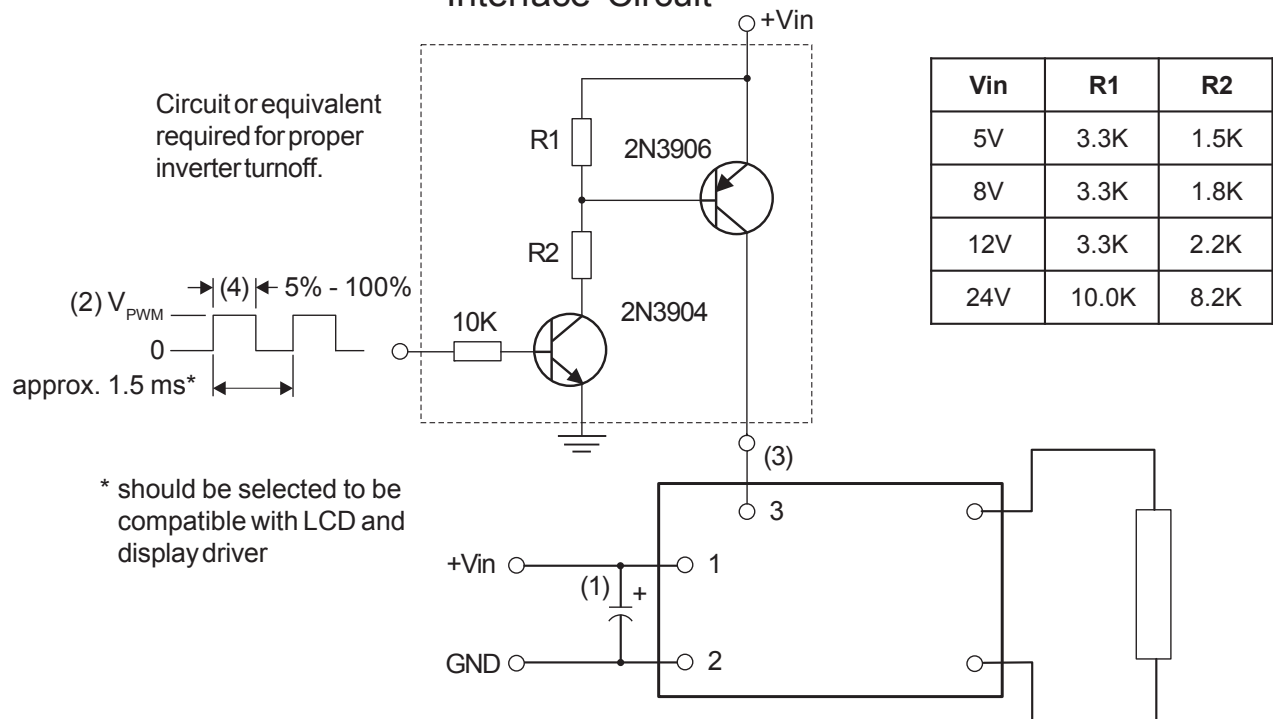 Interface Circuit
+Vin
Circuit or equivalent
required for proper
inverter turnoff.
R1
2N3906
R2
(2) VPWM
(4)
5% - 100%
10K
2N3904
0
approx. 1.5 ms*
(3)
* should be selected to be
compatible with LCD and
display driver
3
+Vin
1
(1)
+
GND
2
Vin R1 R2
5V 3.3K 1.5K
8V 3.3K 1.8K
12V 3.3K 2.2K
24V 10.0K 8.2K